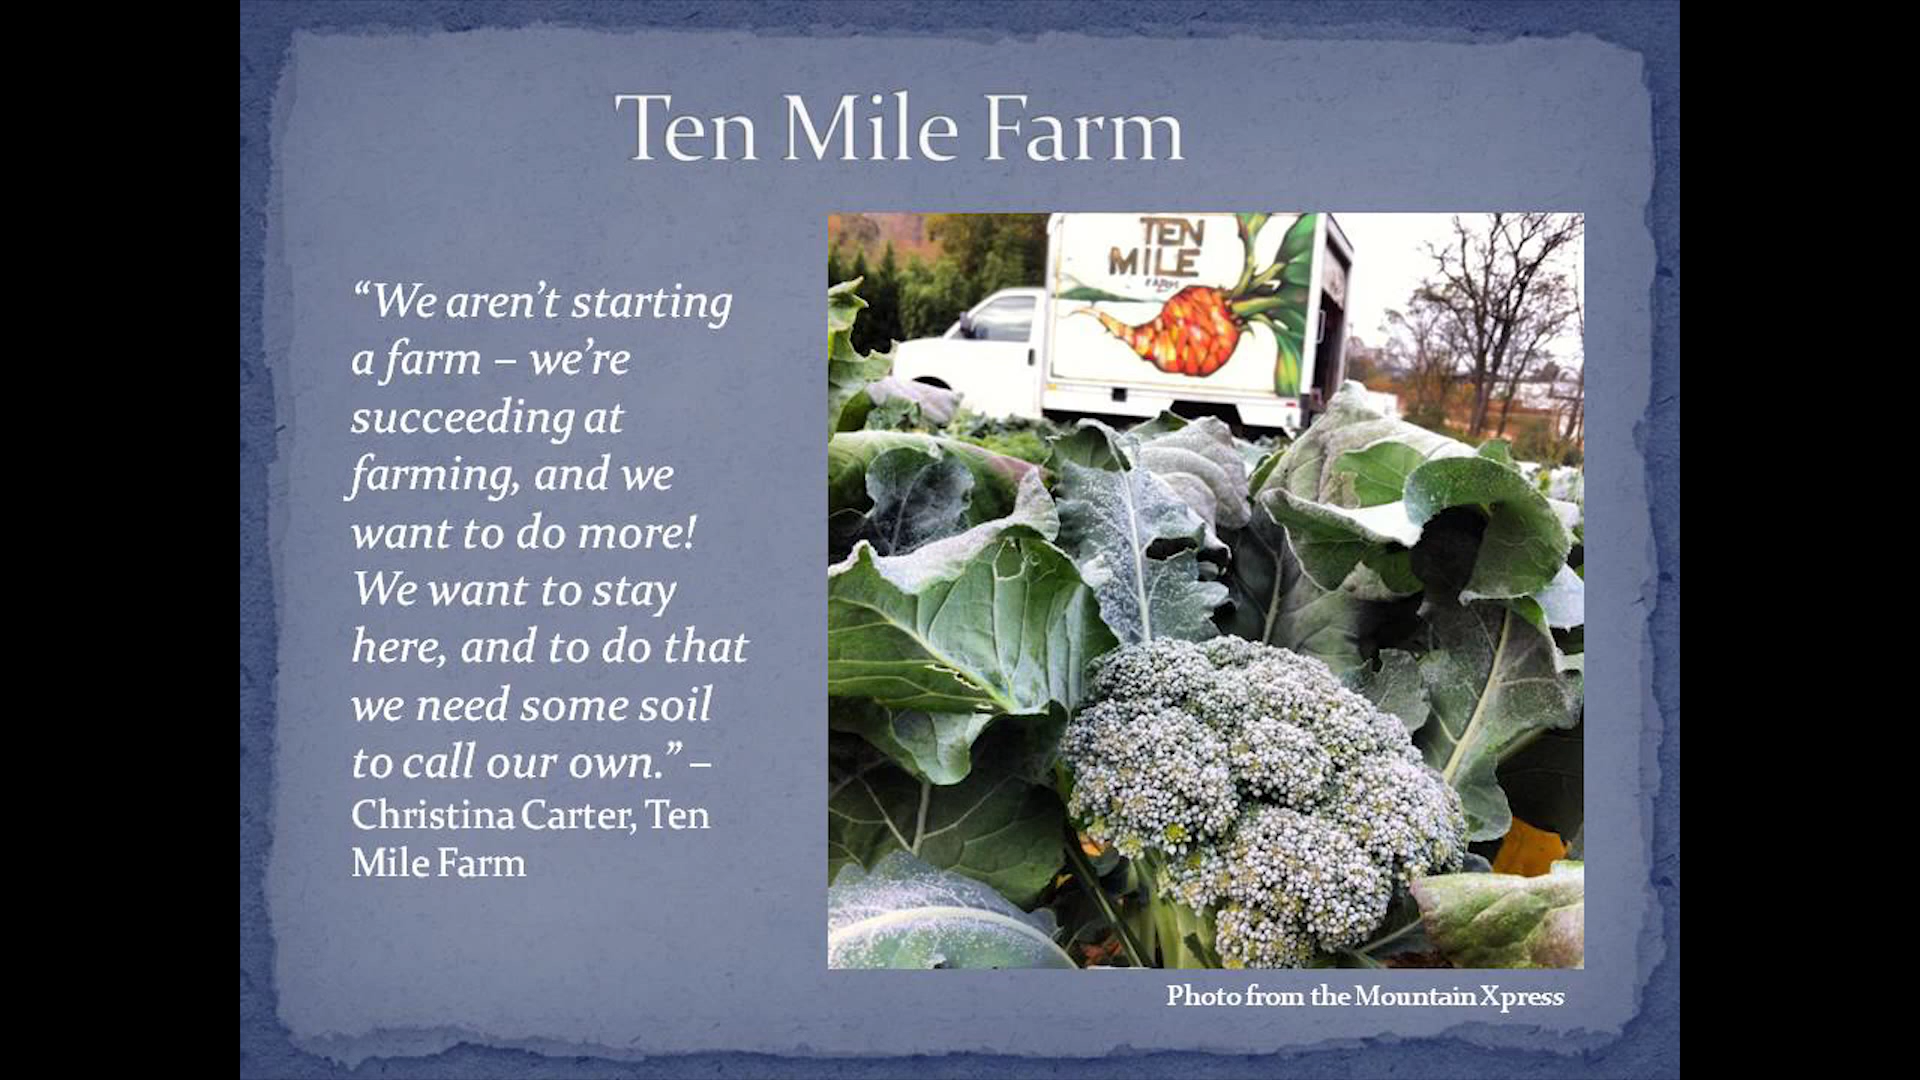 Ten Mile Farm
“We aren’t starting
a farm – we’re
succeeding at
farming, and we
want to do more!
We want to stay
here, and to do that
we need some soil
to call our own.” –
Christina Carter, Ten
Mile Farm
TEN
MILE
FARM
Photo from the Mountain Xpress